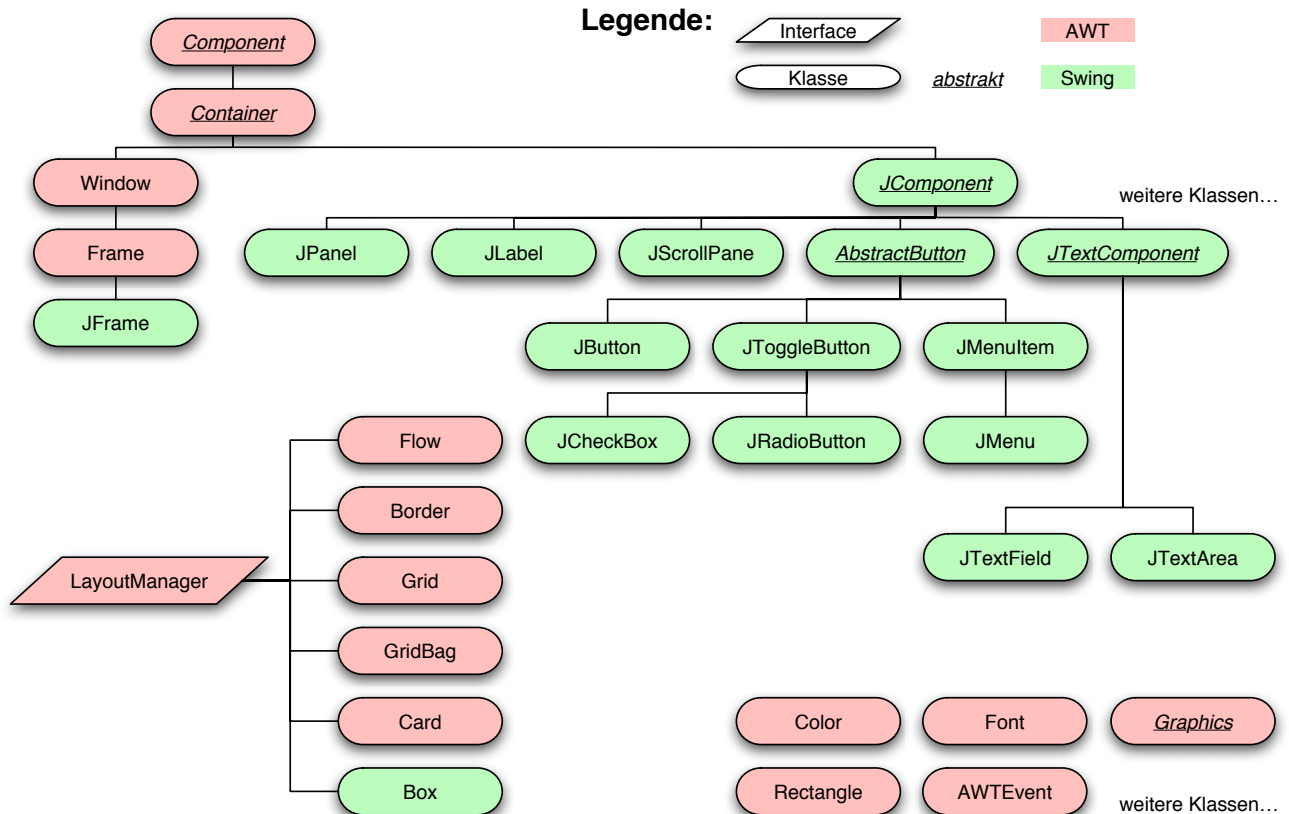 Legende:
Interface
AWT
Klasse
abstrakt
Swing
Component
Container
Window
JComponent
weitere Klassen…
Frame
JPanel
JLabel
JScrollPane
AbstractButton
JTextComponent
JFrame
JButton
JToggleButton
JMenuItem
Flow
JCheckBox
JRadioButton
JMenu
Border
LayoutManager
Grid
JTextField
JTextArea
GridBag
Card
Color
Font
Graphics
Box
Rectangle
AWTEvent
weitere Klassen…